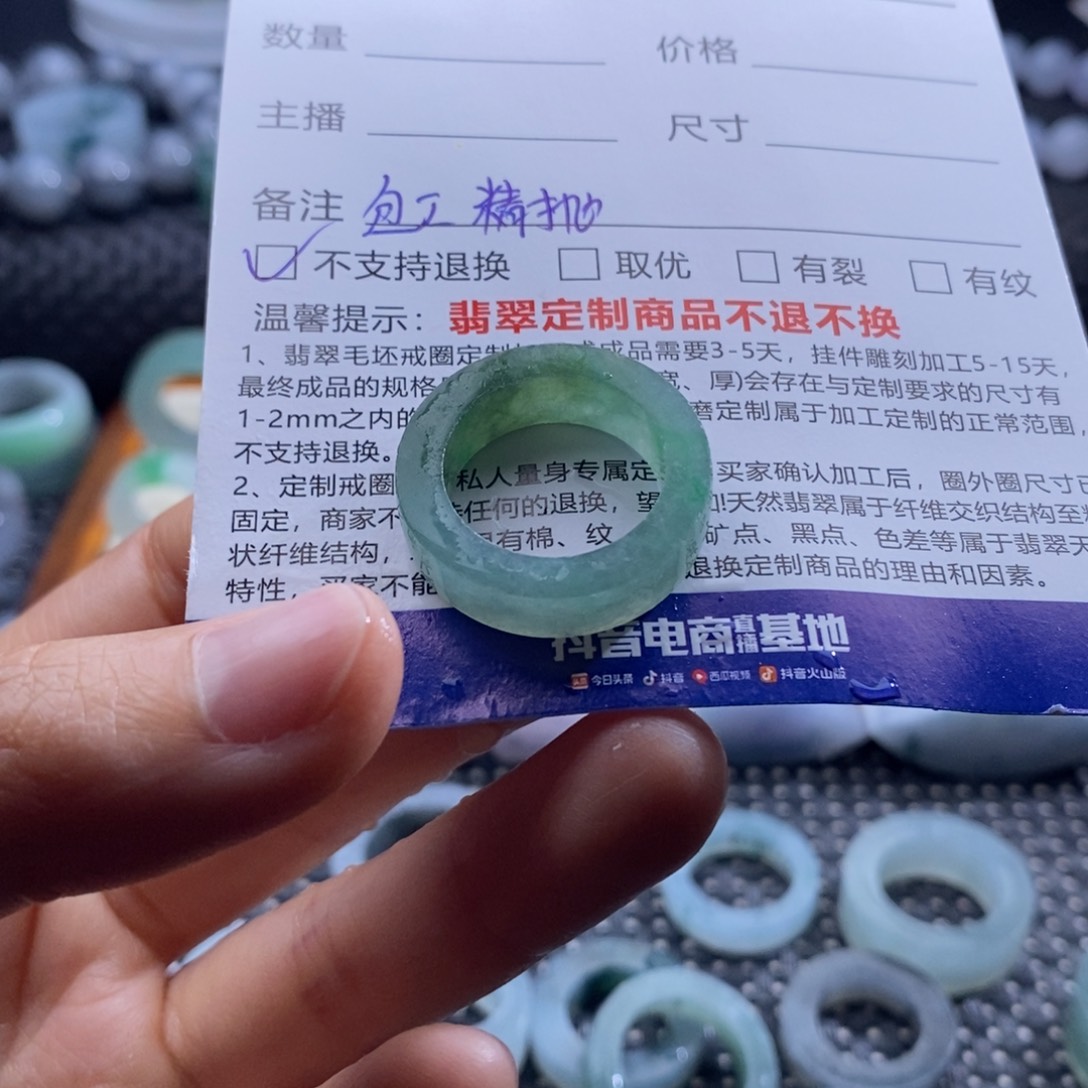 数量 价格
主播 尺寸
备注 包工精抛
不支持退换 取优 有裂 有纹
温馨提示：翡翠定制商品不退不换
1、翡翠毛坯戒圈定制 成品需要3-5天，挂件雕刻加工5-15天，
最终成品的规格 宽、厚)会存在与定制要求的尺寸有
1-2mm之内的 磨定制属于加工定制的正常范围，
不支持退换。
2、定制戒圈 私人量身专属定 买家确认加工后，圈外圈尺寸
固定，商家不 任何的退换，望 知!天然翡翠属于纤维交织结构至
状纤维结构， 有棉、纹 矿点、黑点、色差等属于翡翠天
特性，买家不能 退换定制商品的理由和因素。
抖音电商直播基地
头条 今日头条 抖音 西瓜视频 抖音火山版